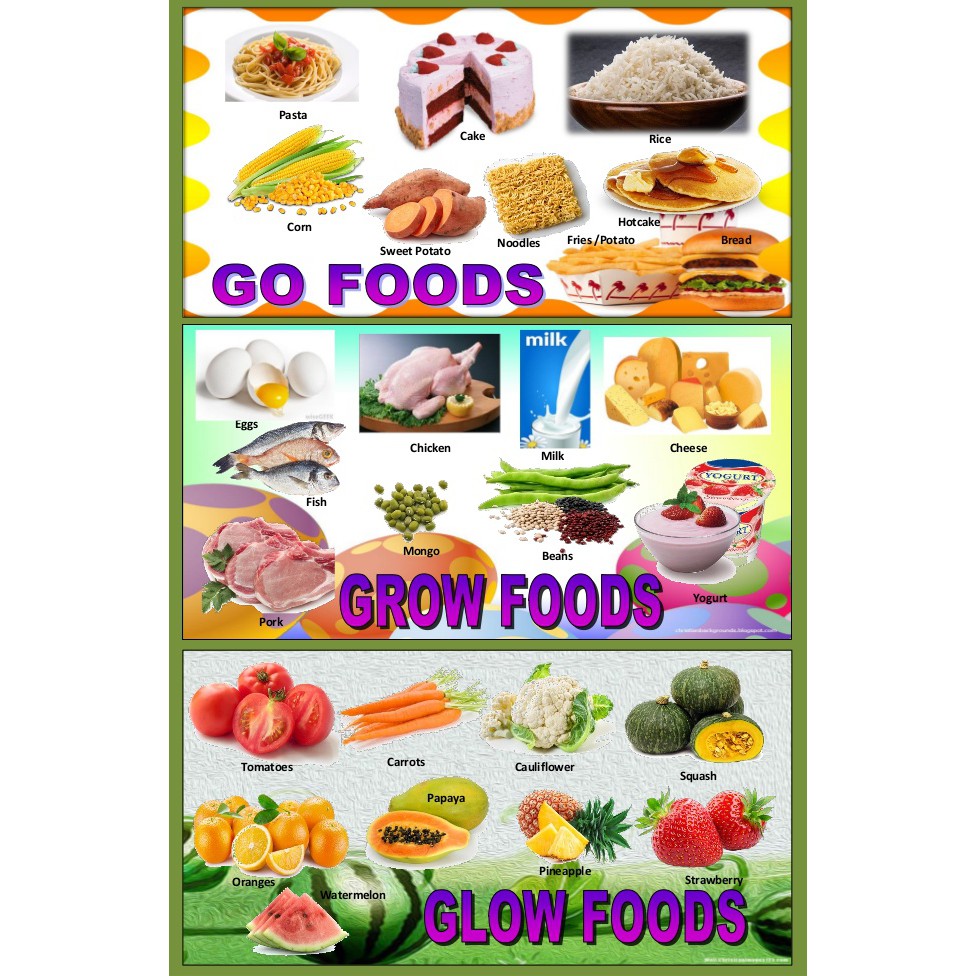 Pasta
Cake
Rice
Corn
Sweet Potato
Noodles
Hotcake
Fries /Potato
Bread
GO FOODS
milk
Eggs
Chicken
Milk
Cheese
Fish
YOGURT
Mongo
Beans
Yogurt
Pork
GROW FOODS
Tomatoes
Carrots
Cauliflower
Squash
Papaya
Oranges
Pineapple
Strawberry
Watermelon
GLOW FOODS